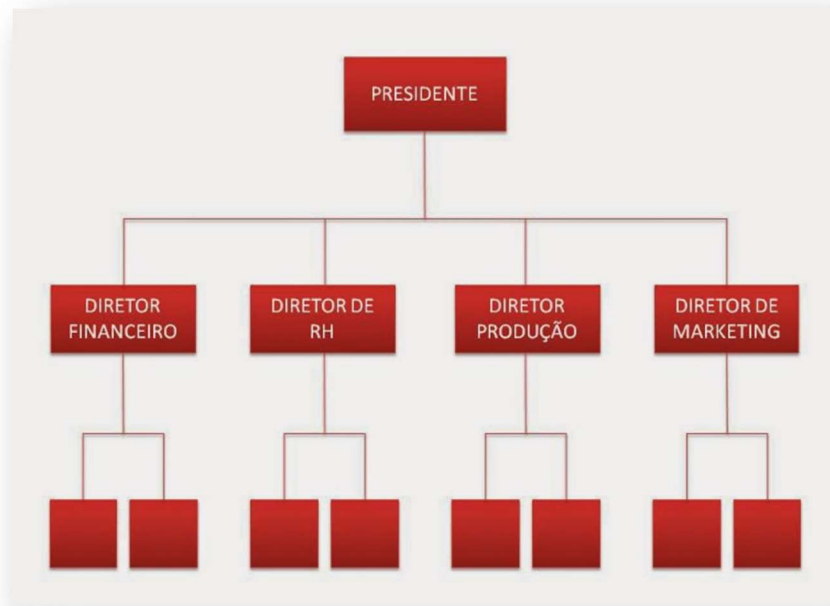 PRESIDENTE
DIRETOR
FINANCEIRO
DIRETOR DE
RH
DIRETOR
PRODUÇÃO
DIRETOR DE
MARKETING